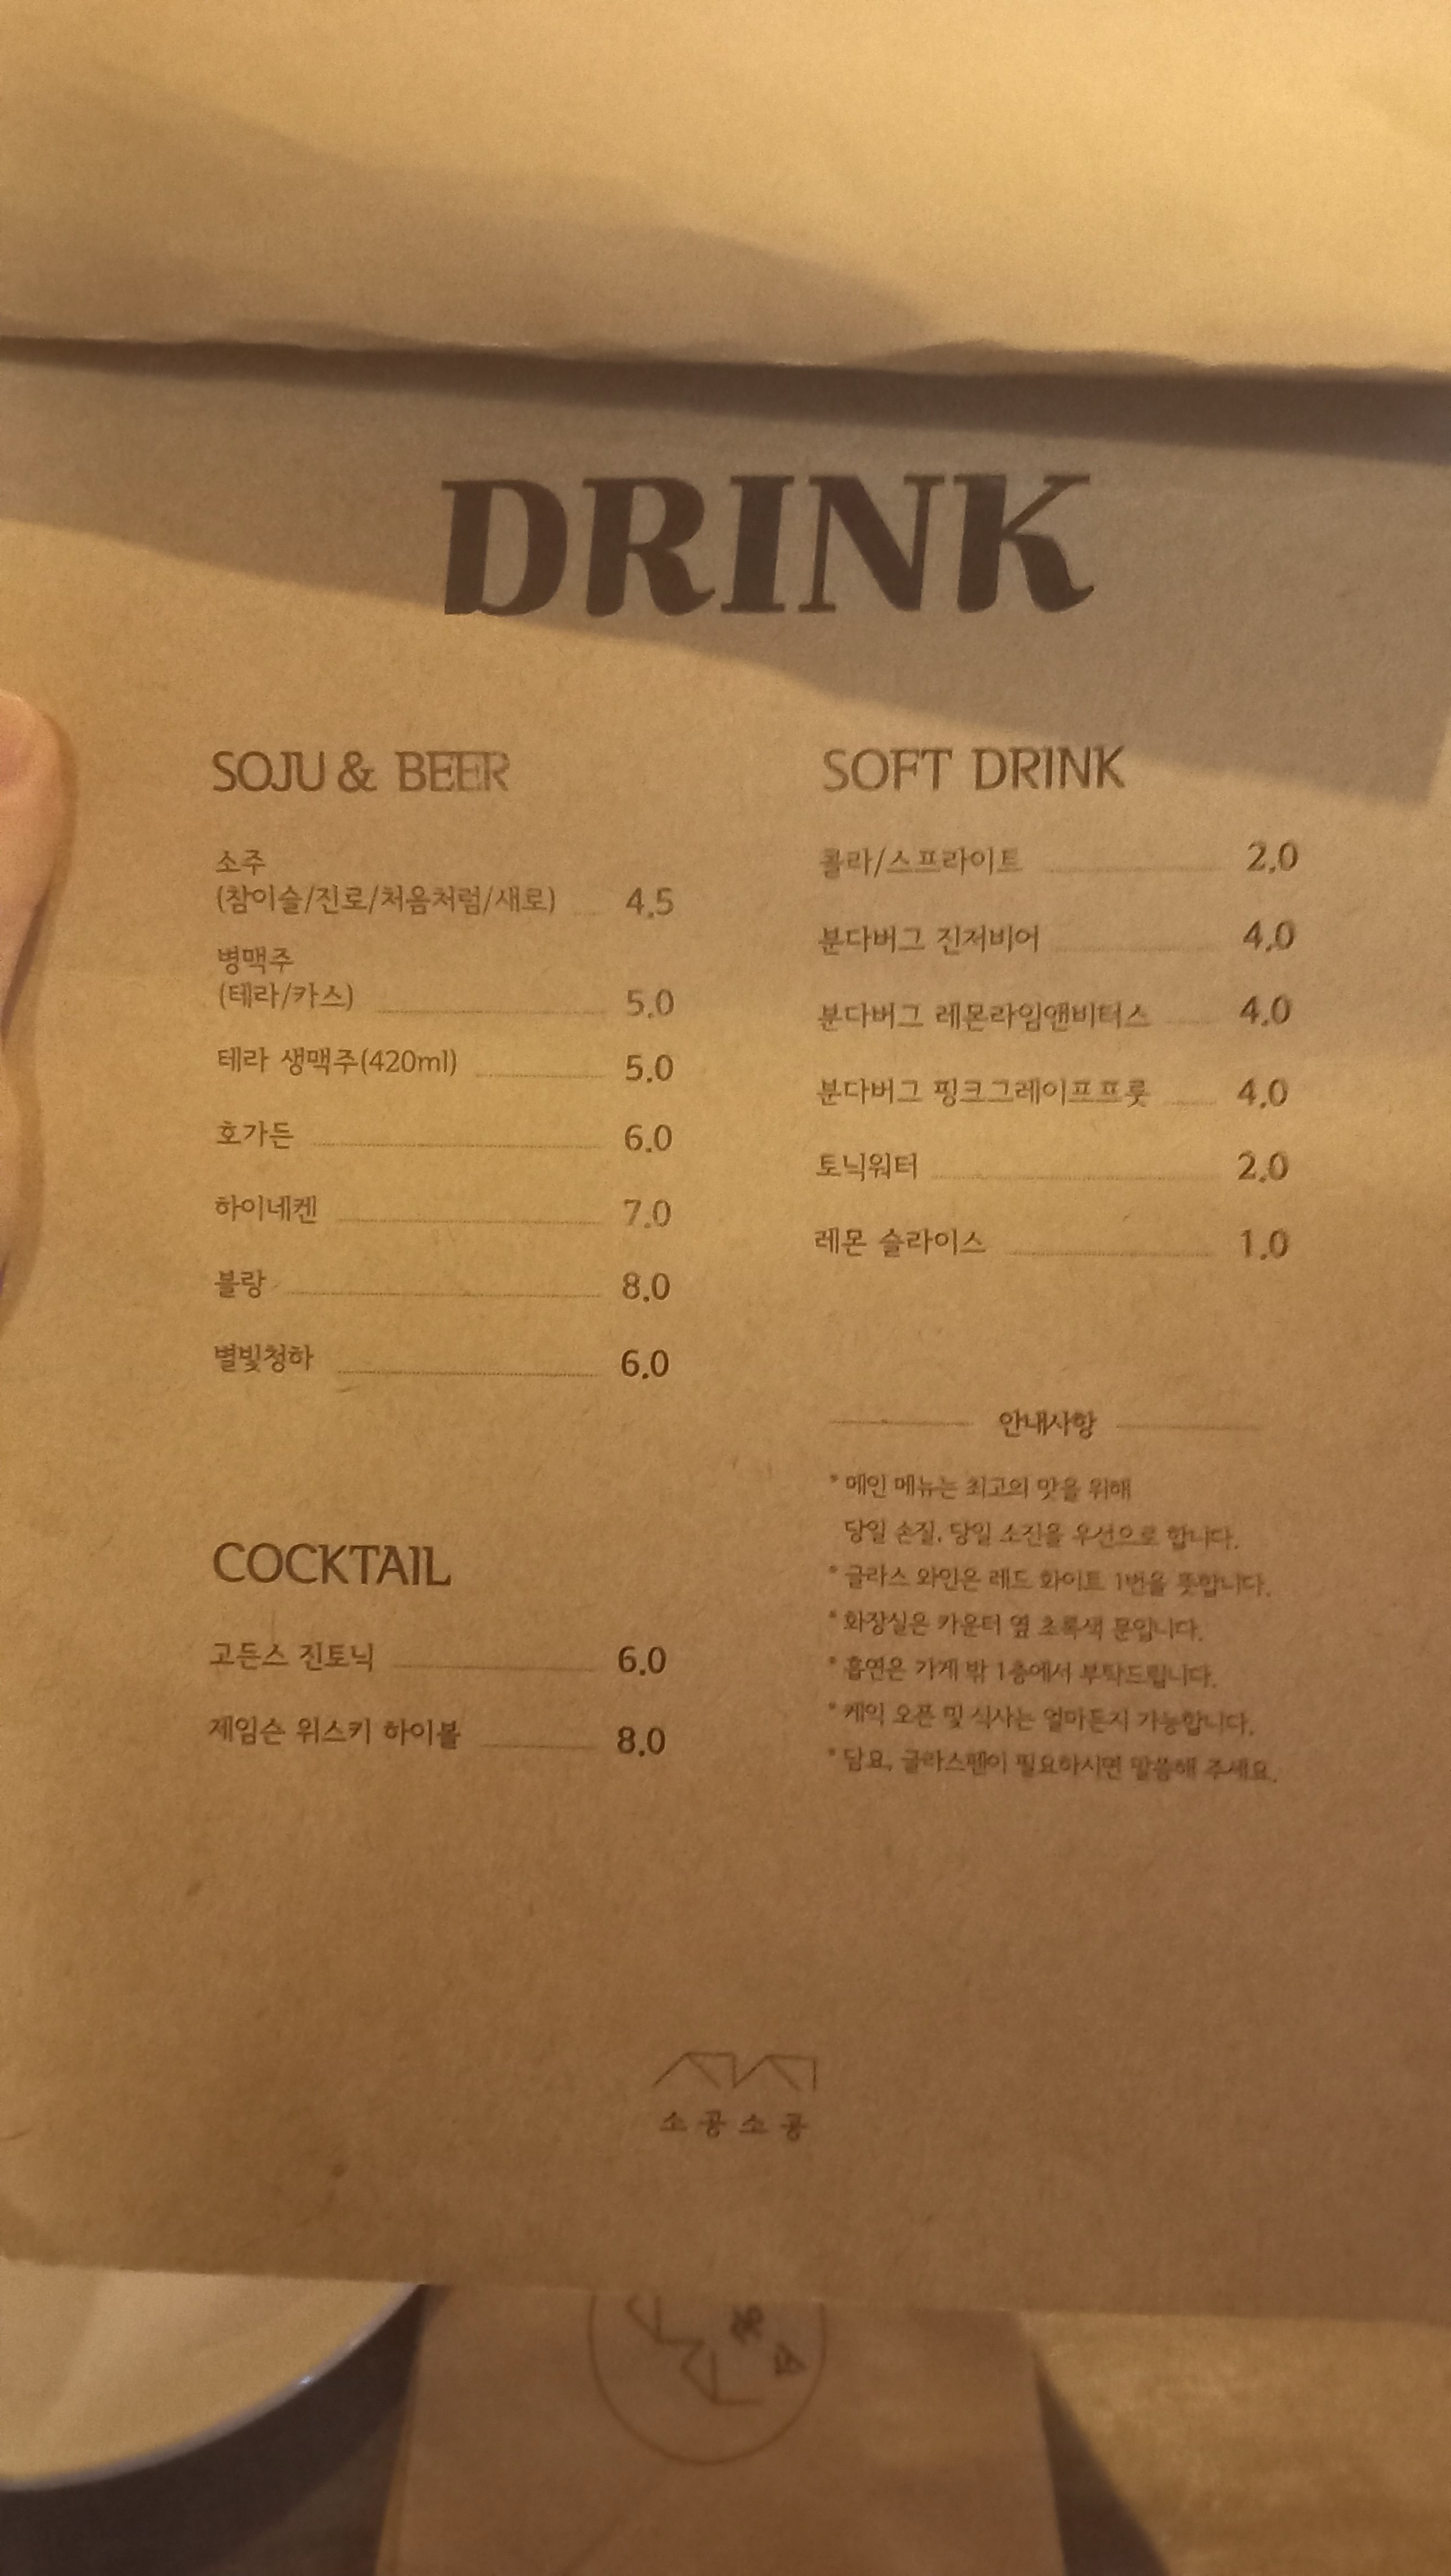 DRINK
SOJU & BEER
소주
(참이슬/진로/처음처럼/새로) 4.5
병맥주
(테라/카스) 5.0
테라 생맥주(420ml) 5.0
호가든 6.0
하이네켄 7.0
블랑 8.0
별빛청하 6.0
COCKTAIL
고든스 진토닉 6.0
제임슨 위스키 하이볼 8.0
SOFT DRINK
콜라/스프라이트 2.0
분다버그 진저비어 4.0
분다버그 레몬라임앤비터스 4.0
분다버그 핑크그레이프프룻 4.0
토닉워터 2.0
레몬 슬라이스 1.0
안내사항
* 메인 메뉴는 최고의 맛을 위해
당일 손질, 당일 소진을 우선으로 합니다.
* 글라스 와인은 레드 화이트 1번을 뜻합니다.
* 화장실은 카운터 옆 초록색 문입니다.
* 흡연은 가게 밖 1층에서 부탁드립니다.
* 케익 오픈 및 식사는 얼마든지 가능합니다.
* 담요, 글라스펜이 필요하시면 말씀해 주세요.
소공소공